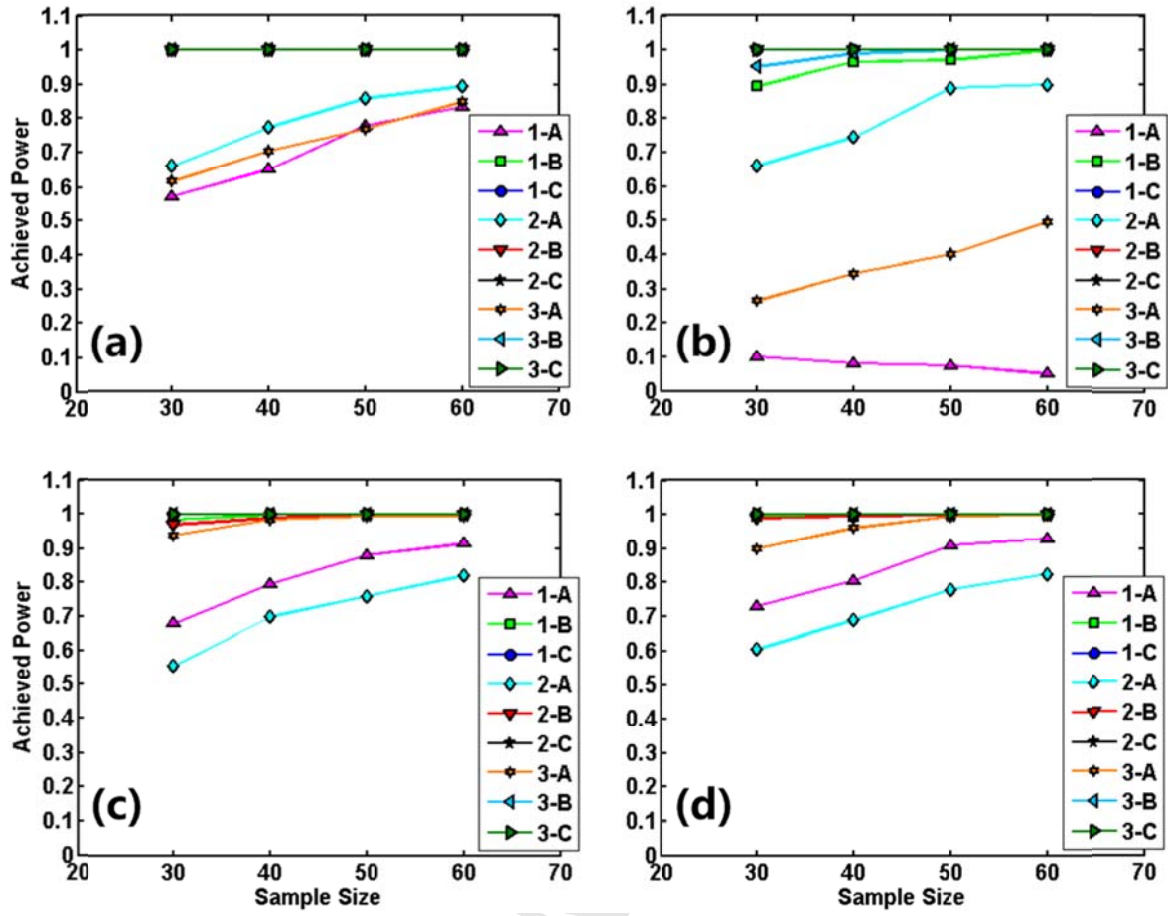 1.1
1
0.9
0.8
0.7
0.6
0.5
0.4
0.3
0.2
0.1
0
Achieved Power
(a)
1-A
1-B
1-C
2-A
2-B
2-C
3-A
3-B
3-C
20 30 40 50 60 70
1.1
1
0.9
0.8
0.7
0.6
0.5
0.4
0.3
0.2
0.1
0
(b)
1-A
1-B
1-C
2-A
2-B
2-C
3-A
3-B
3-C
20 30 40 50 60 70
1.1
1
0.9
0.8
0.7
0.6
0.5
0.4
0.3
0.2
0.1
0
Achieved Power
(c)
1-A
1-B
1-C
2-A
2-B
2-C
3-A
3-B
3-C
20 30 40 50 60 70
Sample Size
1.1
1
0.9
0.8
0.7
0.6
0.5
0.4
0.3
0.2
0.1
0
(d)
1-A
1-B
1-C
2-A
2-B
2-C
3-A
3-B
3-C
20 30 40 50 60 70
Sample Size